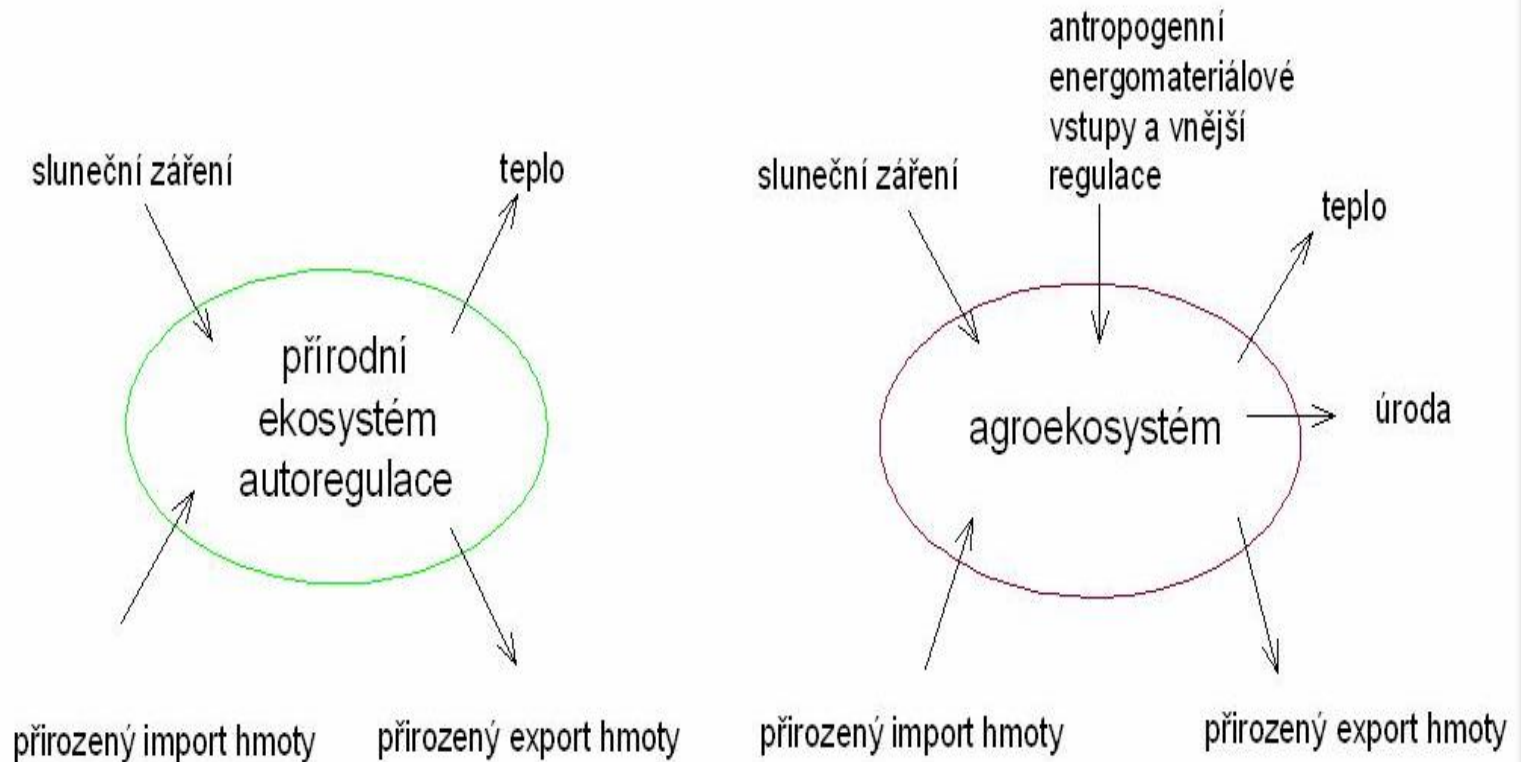 sluneční záření
teplo
přírodní
ekosystém
autoregulace
přirozený import hmoty
přirozený export hmoty
antropogenní
energomateriálové
vstupy a vnější
regulace
sluneční záření
teplo
agroekosystém
úroda
přirozený import hmoty
přirozený export hmoty